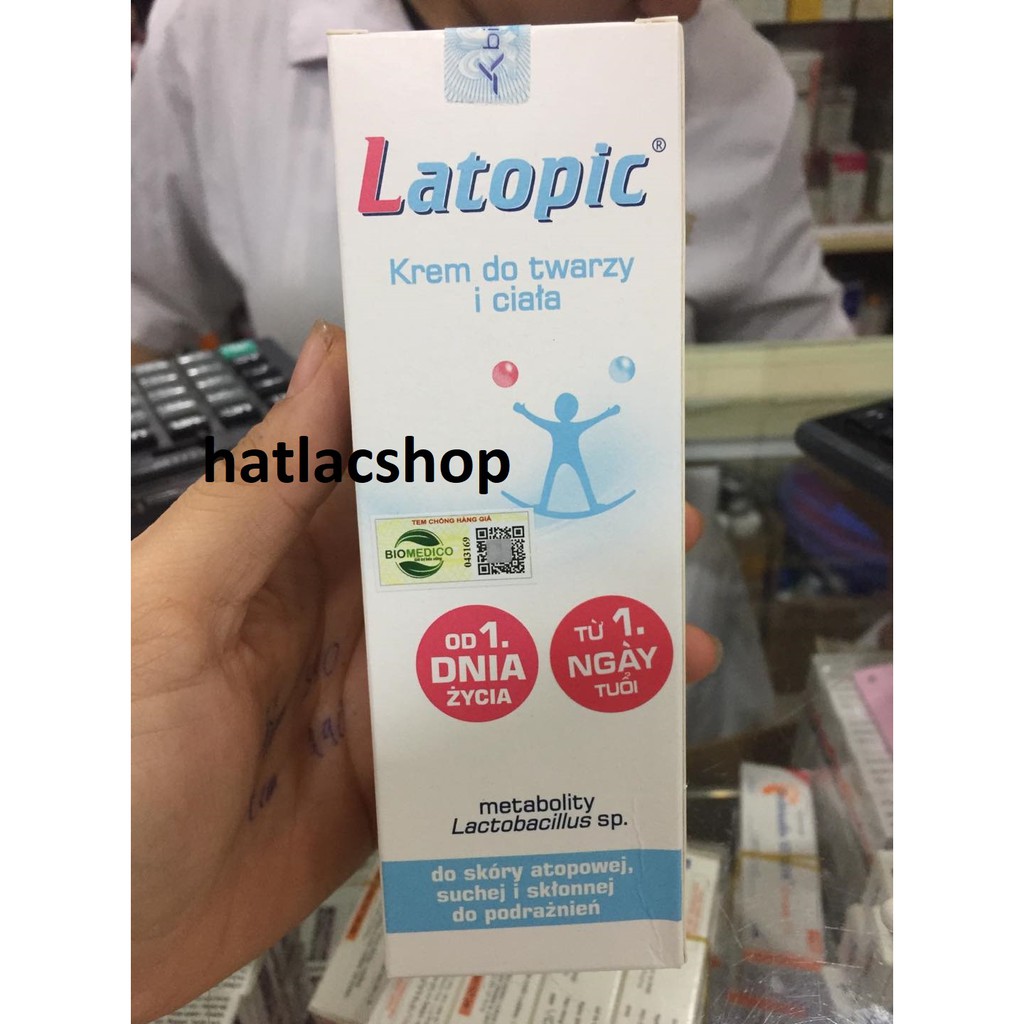 bi
Latopic®
Krem do twarzy
i ciała
hatlacshop
TEM CHỐNG HÀNG GIẢ
BIOMEDICO
043169
OD 1.
DNIA
ŻYCIA
TỪ 1.
NGÀY
TUỔI
metabolity
Lactobacillus sp.
do skóry atopowej,
suchej i skłonnej
do podrażnień